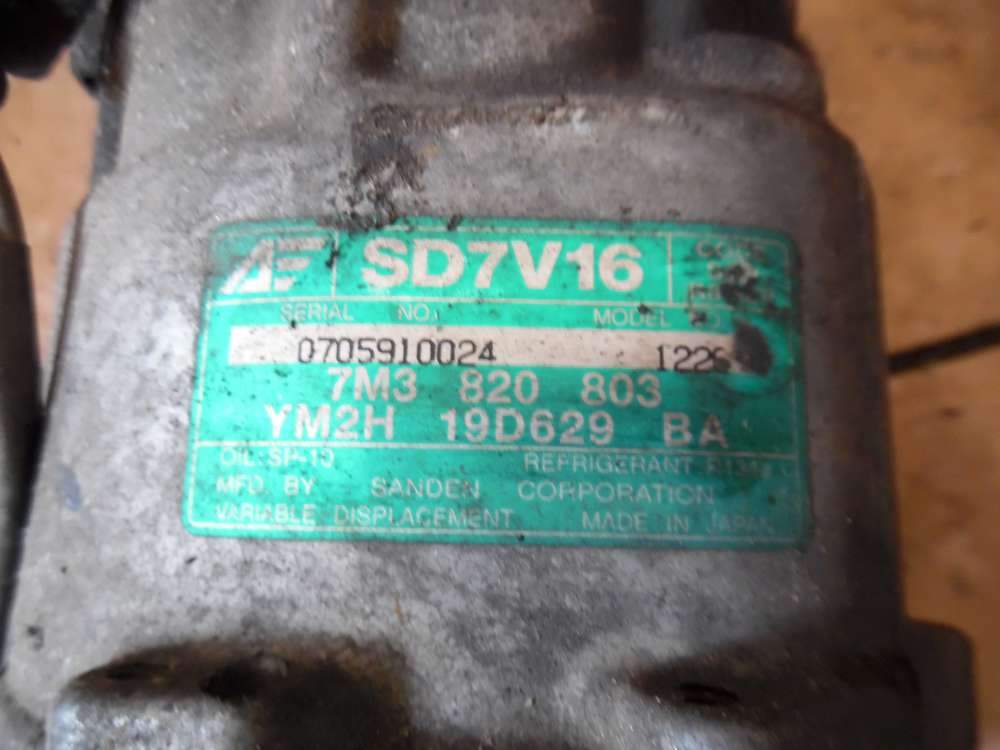 AE SD7V16
SERIAL NO. MODEL
0705910024 1226
7M3 820 803
YM2H 19D629 BA
OIL SP-10 REFRIGERANT
MFD BY SANDEN CORPORATION
VARIABLE DISPLACEMENT MADE IN JAPAN